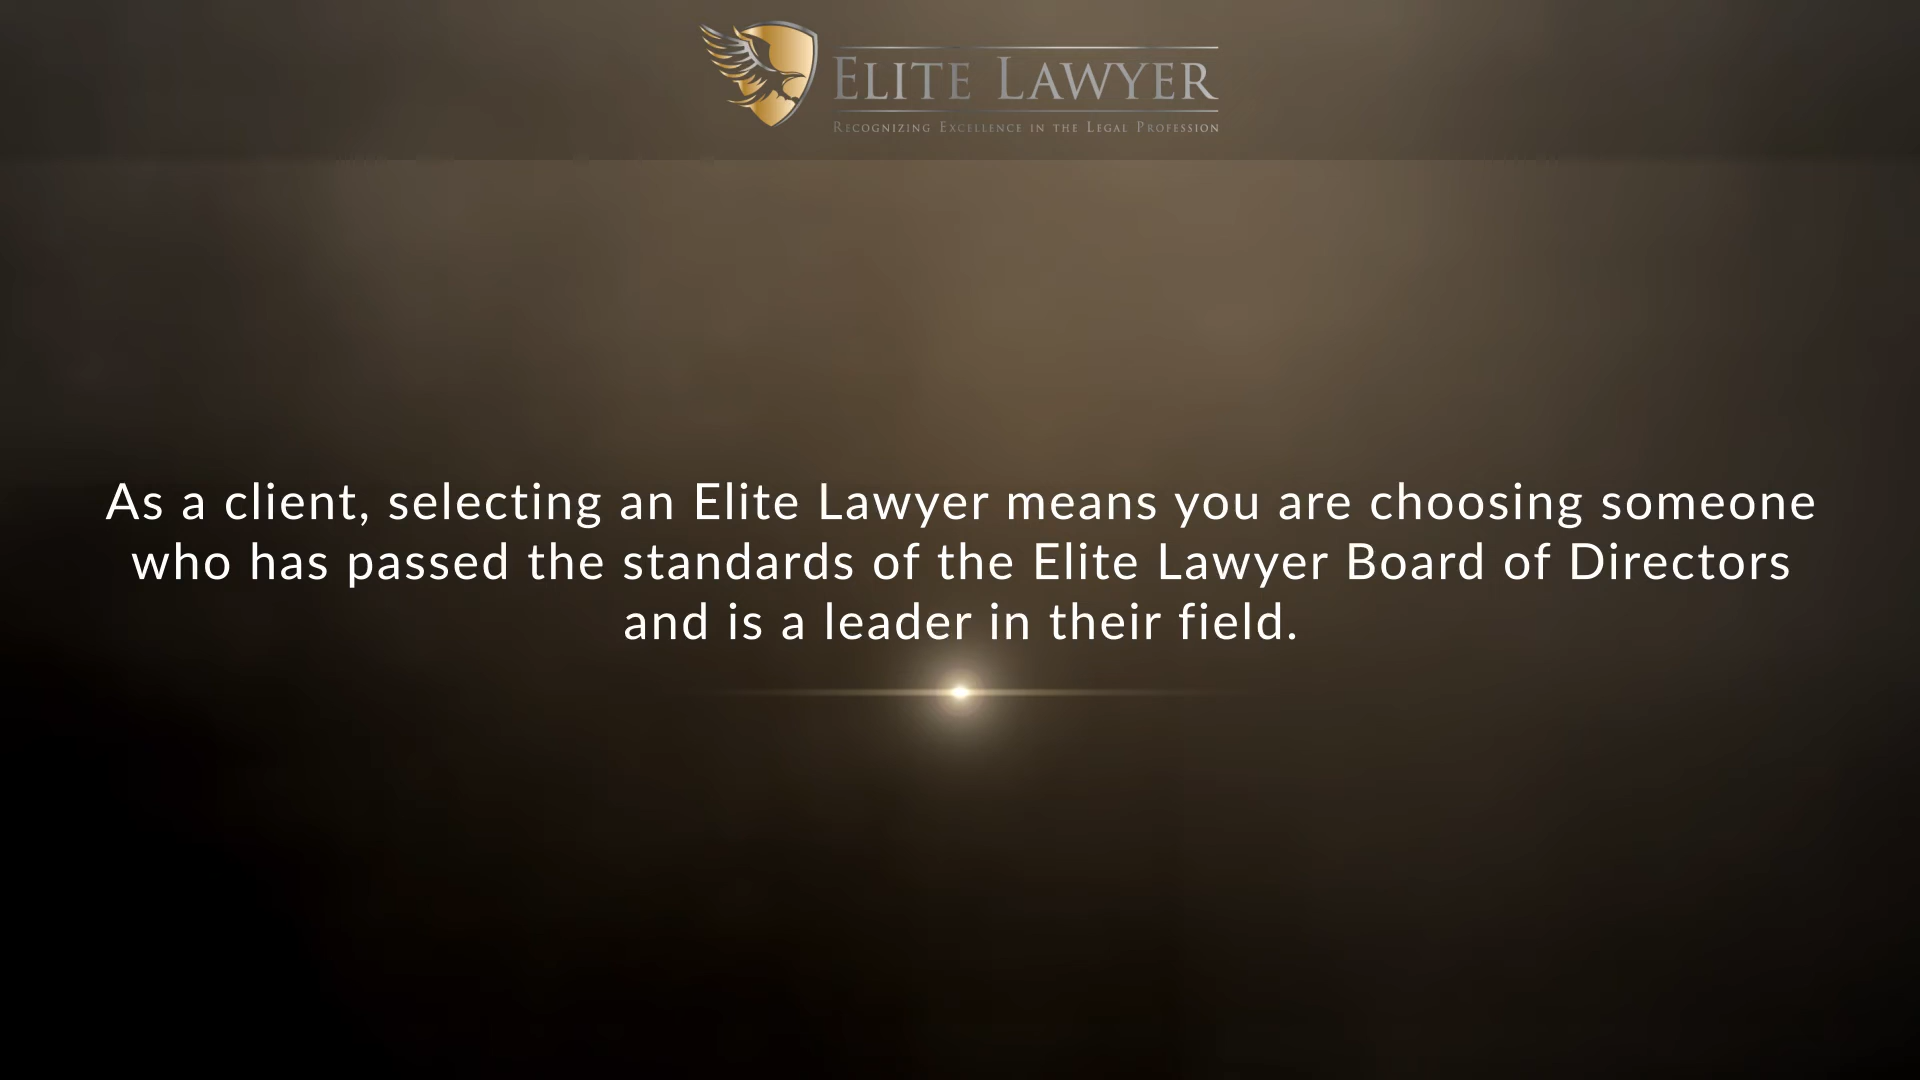 ELITE LAWYER
RECOGNIZING EXCELLENCE IN THE LEGAL PROFESSION
As a client, selecting an Elite Lawyer means you are choosing someone
who has passed the standards of the Elite Lawyer Board of Directors
and is a leader in their field.